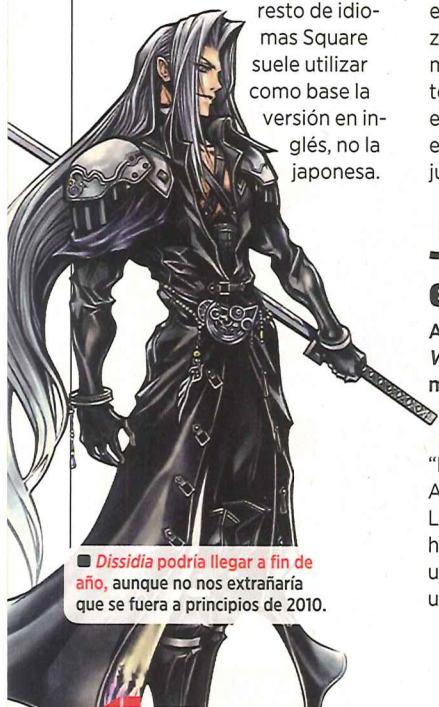 resto de idio-
mas Square
suele utilizar
como base la
versión en in-
glés, no la
japonesa.
Dissidia podría llegar a fin de
año, aunque no nos extrañaría
que se fuera a principios de 2010.